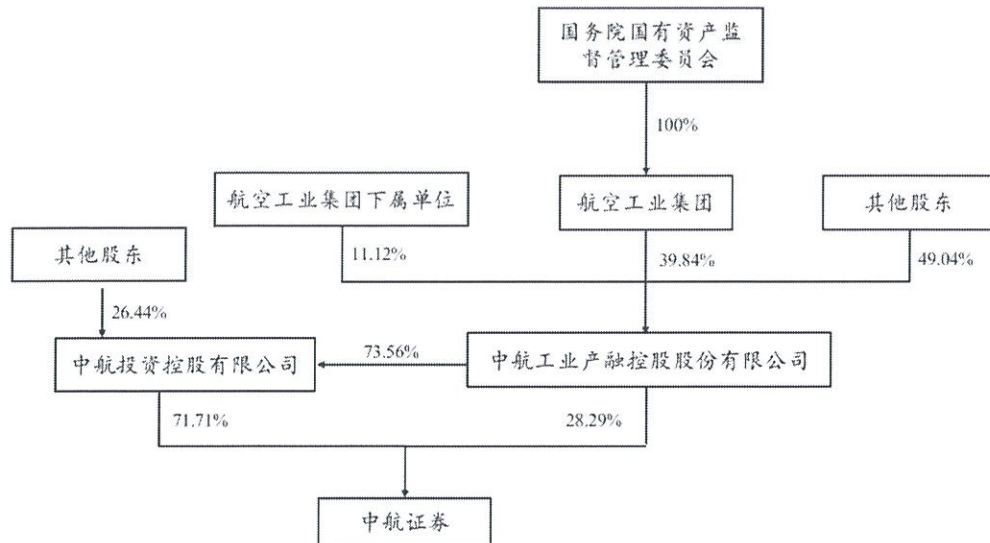 国务院国有资产监
督管理委员会
100%
航空工业集团下属单位
航空工业集团
其他股东
其他股东
11.12%
39.84%
49.04%
26.44%
中航投资控股有限公司
73.56%
中航工业产融控股股份有限公司
71.71%
28.29%
中航证券